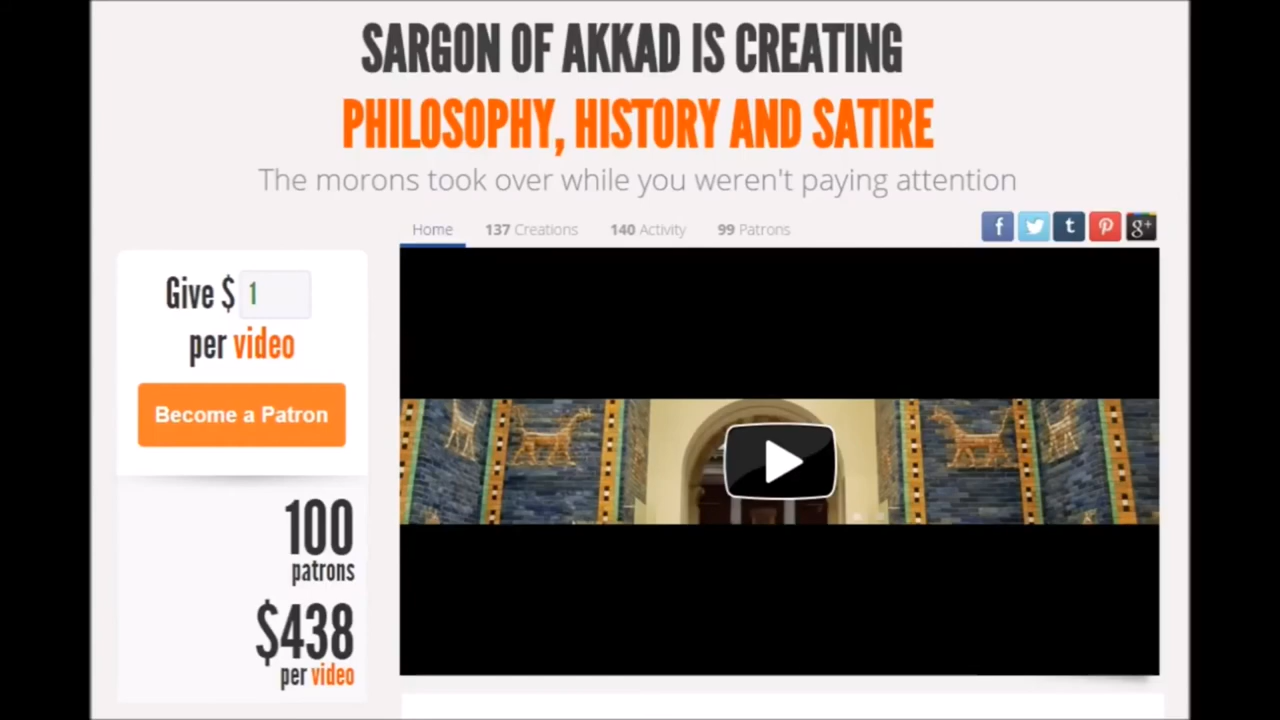 SARGON OF AKKAD IS CREATING
PHILOSOPHY, HISTORY AND SATIRE
The morons took over while you weren't paying attention
Home 137 Creations 140 Activity 99 Patrons
f t p g+
Give $ 1
per video
Become a Patron
100
patrons
$438
per video